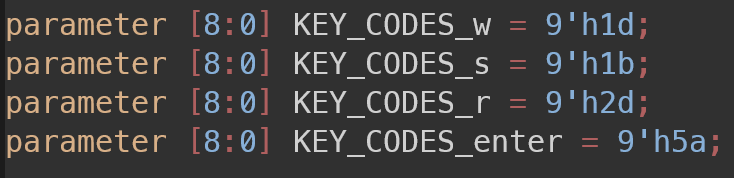 parameter [8:0] KEY_CODES_w = 9'h1d;
parameter [8:0] KEY_CODES_s = 9'h1b;
parameter [8:0] KEY_CODES_r = 9'h2d;
parameter [8:0] KEY_CODES_enter = 9'h5a;